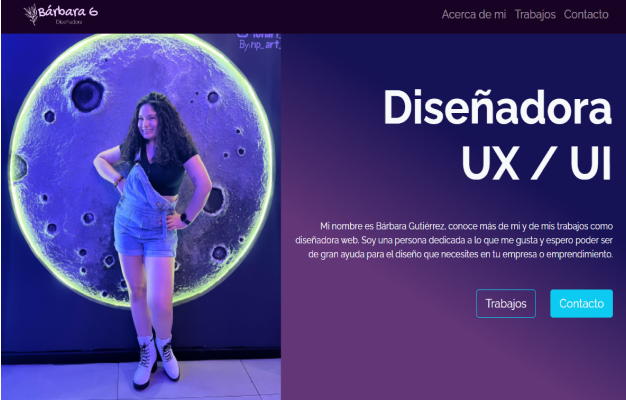 Bárbara G
Diseñadora
Acerca de mi Trabajos Contacto
By:np_art_
Diseñadora
UX / UI
Mi nombre es Bárbara Gutiérrez, conoce más de mi y de mis trabajos como
diseñadora web. Soy una persona dedicada a lo que me gusta y espero poder ser
de gran ayuda para el diseño que necesites en tu empresa o emprendimiento.
Trabajos Contacto